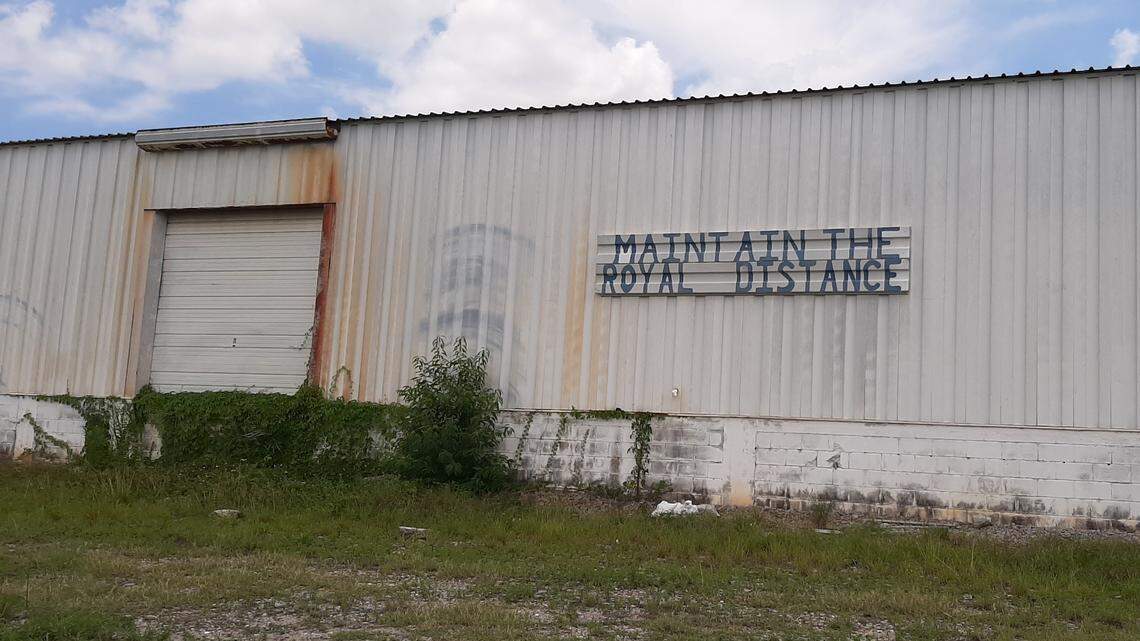 MAINTAIN THE
ROYAL DISTANCE